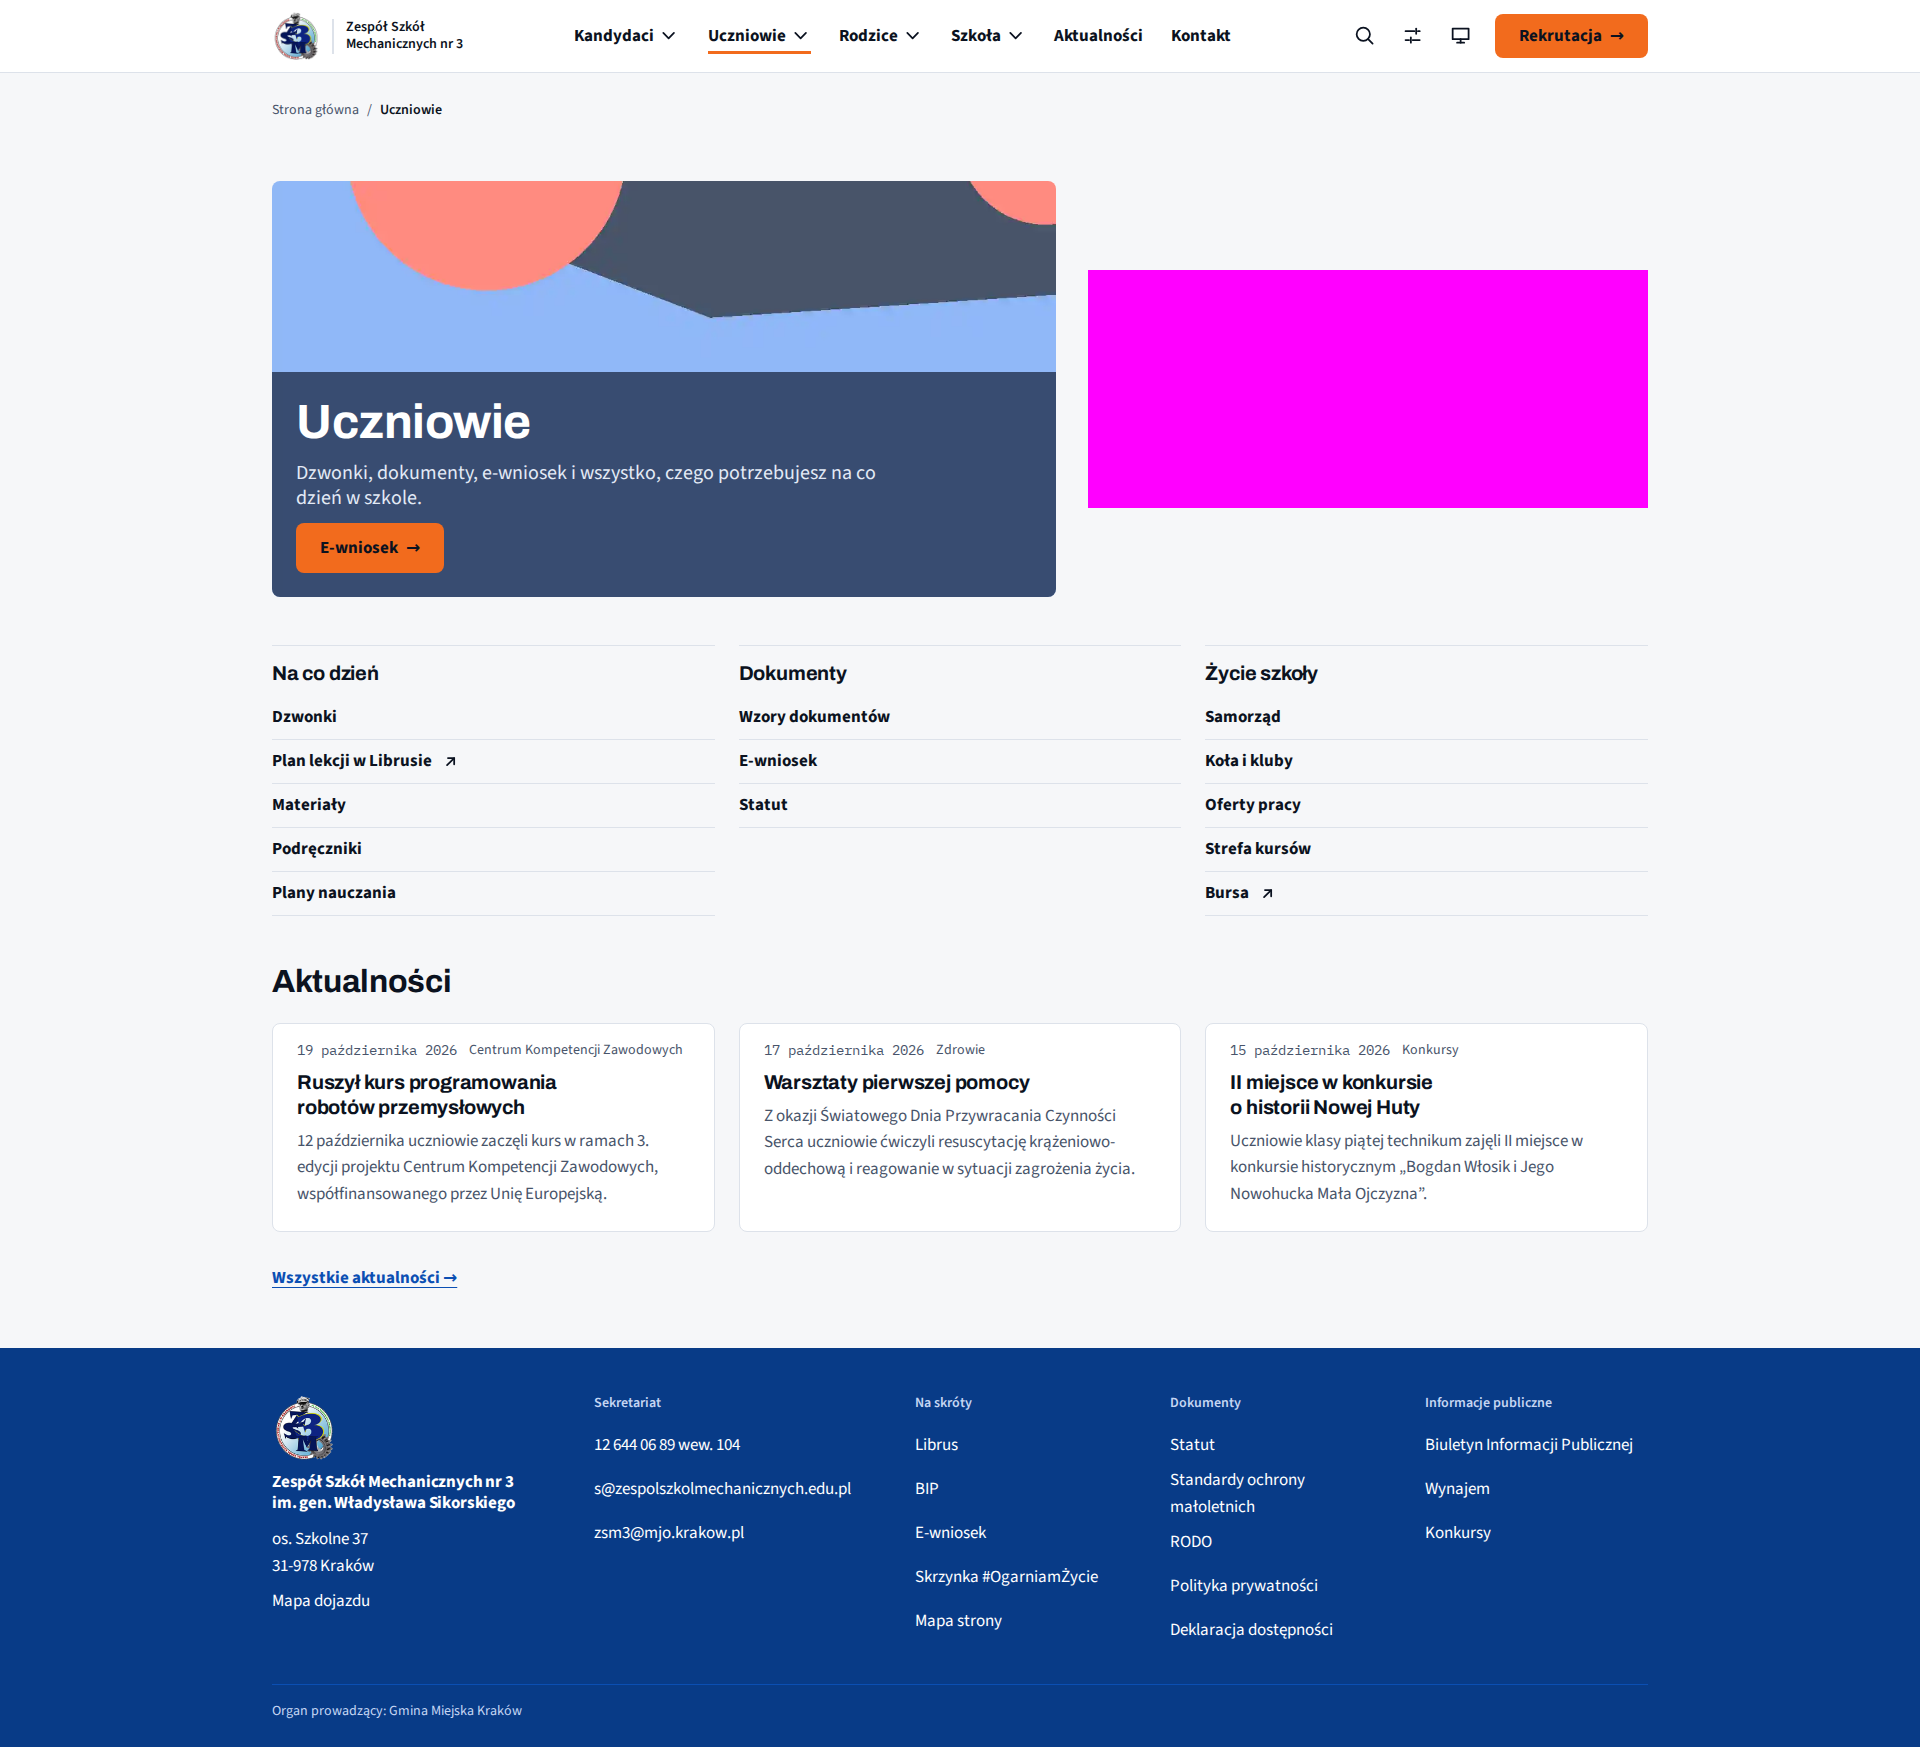 Zespół Szkół
Mechanicznych nr 3
Kandydaci
Uczniowie
Rodzice
Szkoła
Aktualności
Kontakt
Rekrutacja →
Strona główna / Uczniowie
Uczniowie
Dzwonki, dokumenty, e-wniosek i wszystko, czego potrzebujesz na co
dzień w szkole.
E-wniosek →
Na co dzień
Dzwonki
Plan lekcji w Librusie
Materiały
Podręczniki
Plany nauczania
Dokumenty
Wzory dokumentów
E-wniosek
Statut
Życie szkoły
Samorząd
Koła i kluby
Oferty pracy
Strefa kursów
Bursa
Aktualności
19 października 2026 Centrum Kompetencji Zawodowych
Ruszył kurs programowania
robotów przemysłowych
12 października uczniowie zaczęli kurs w ramach 3.
edycji projektu Centrum Kompetencji Zawodowych,
współfinansowanego przez Unię Europejską.
17 października 2026 Zdrowie
Warsztaty pierwszej pomocy
Z okazji Światowego Dnia Przywracania Czynności
Serca uczniowie ćwiczyli resuscytację krążeniowo-
oddechową i reagowanie w sytuacji zagrożenia życia.
15 października 2026 Konkursy
II miejsce w konkursie
o historii Nowej Huty
Uczniowie klasy piątej technikum zajęli II miejsce w
konkursie historycznym „Bogdan Włosik i Jego
Nowohucka Mała Ojczyzna”.
Wszystkie aktualności →
Zespół Szkół Mechanicznych nr 3
im. gen. Władysława Sikorskiego
os. Szkolne 37
31-978 Kraków
Mapa dojazdu
Sekretariat
12 644 06 89 wew. 104
s@zespolszkolmechanicznych.edu.pl
zsm3@mjo.krakow.pl
Na skróty
Librus
BIP
E-wniosek
Skrzynka #OgarniamŻycie
Mapa strony
Dokumenty
Statut
Standardy ochrony
małoletnich
RODO
Polityka prywatności
Deklaracja dostępności
Informacje publiczne
Biuletyn Informacji Publicznej
Wynajem
Konkursy
Organ prowadzący: Gmina Miejska Kraków